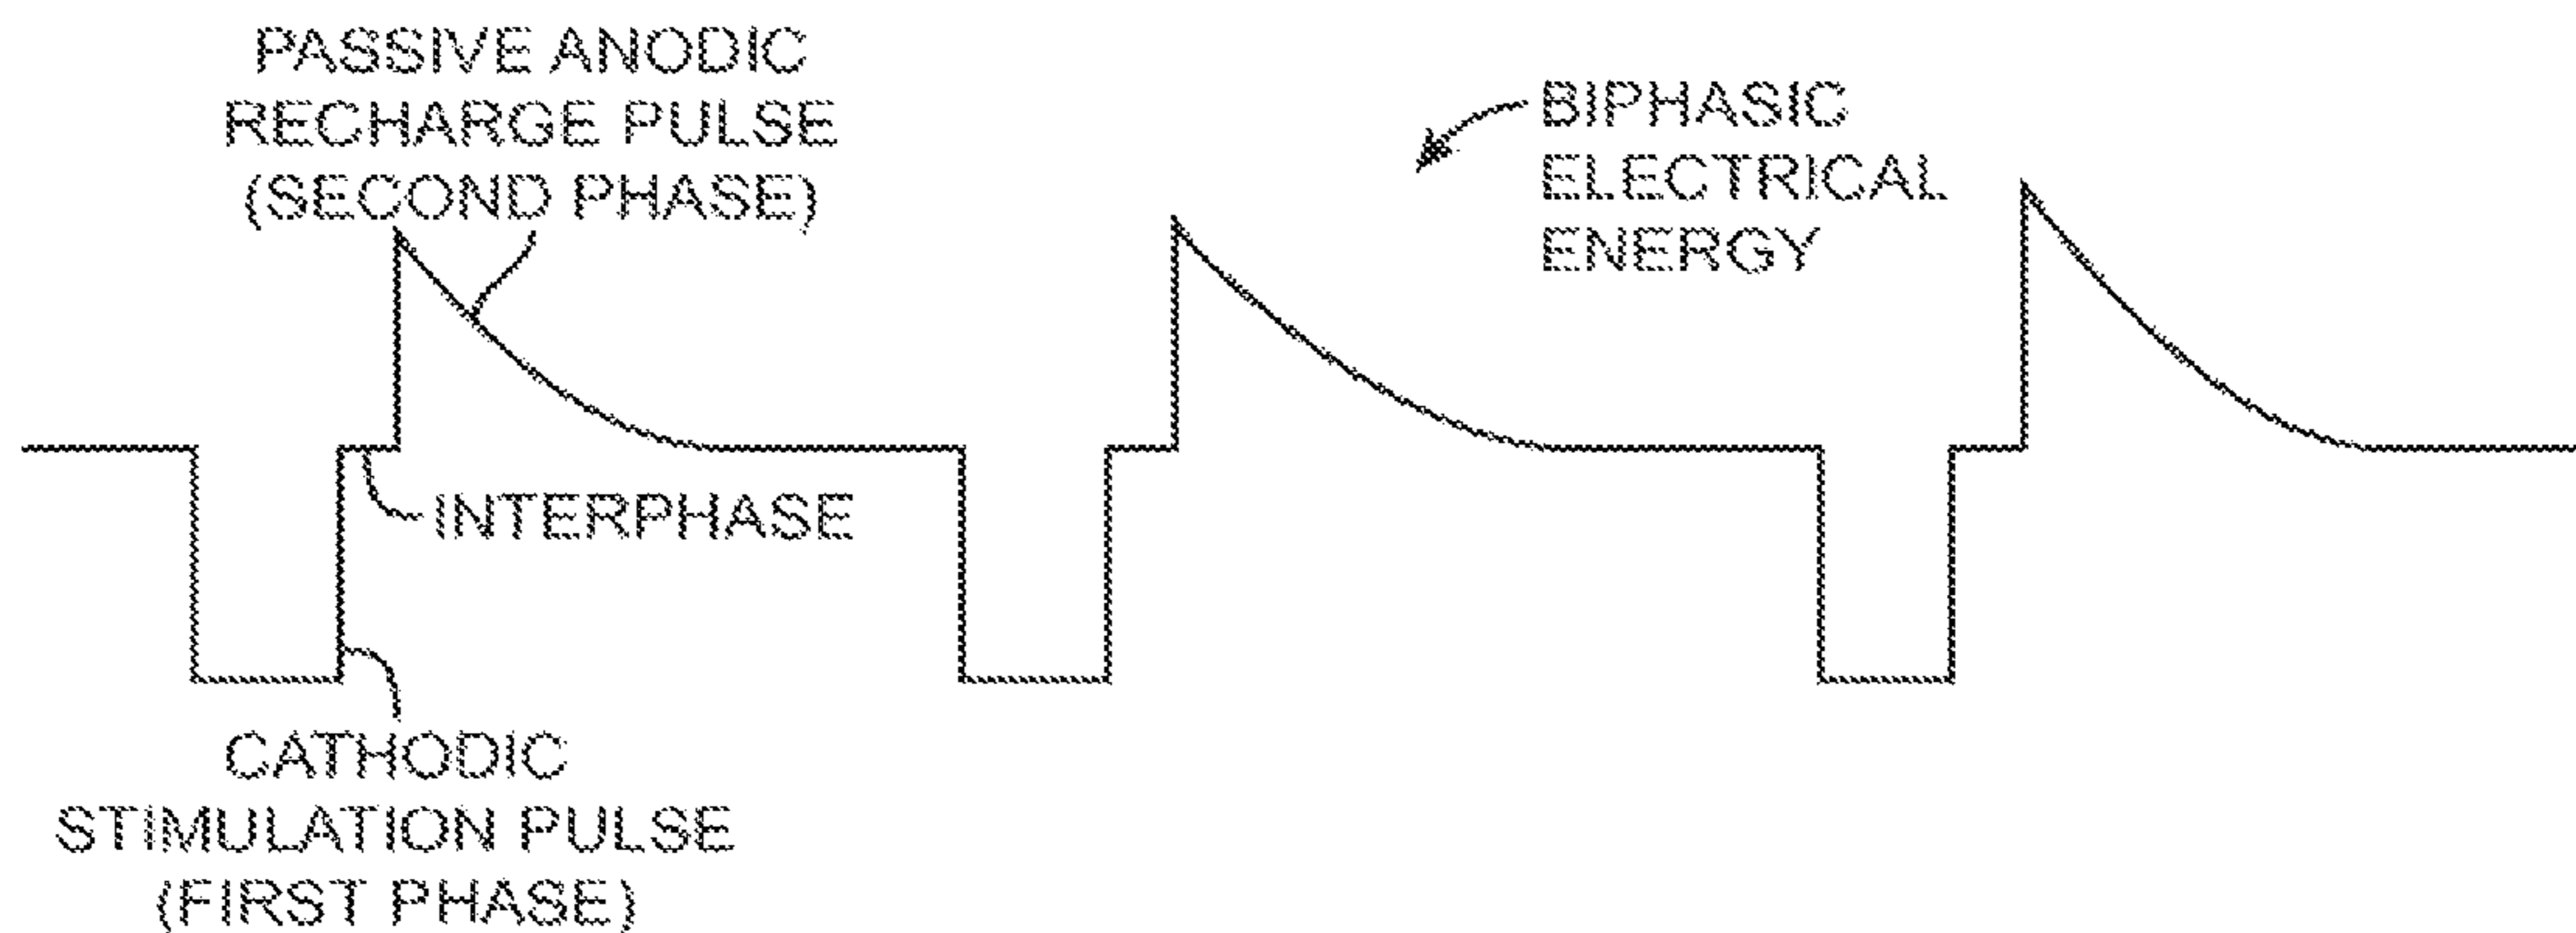 PASSIVE ANODIC
RECHARGE PULSE
(SECOND PHASE)
BIPHASIC
ELECTRICAL
ENERGY
INTERPHASE
CATHODIC
STIMULATION PULSE
(FIRST PHASE)